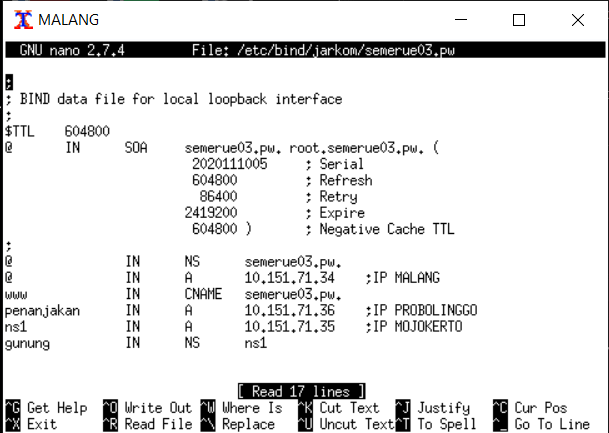 MALANG
GNU nano 2.7.4 File: /etc/bind/jarkom/semerue03.pw
;
; BIND data file for local loopback interface
;
$TTL 604800
@ IN SOA semerue03.pw. root.semerue03.pw. (
2020111005 ; Serial
604800 ; Refresh
86400 ; Retry
2419200 ; Expire
604800 ) ; Negative Cache TTL
;
@ IN NS semerue03.pw.
@ IN A 10.151.71.34 ;IP MALANG
www IN CNAME semerue03.pw.
penanjakan IN A 10.151.71.36 ;IP PROBOLINGGO
ns1 IN A 10.151.71.35 ;IP MOJOKERTO
gunung IN NS ns1
[ Read 17 lines ]
^G Get Help ^O Write Out ^W Where Is ^K Cut Text ^J Justify ^C Cur Pos
^X Exit ^R Read File ^\ Replace ^U Uncut Text ^T To Spell ^_ Go To Line